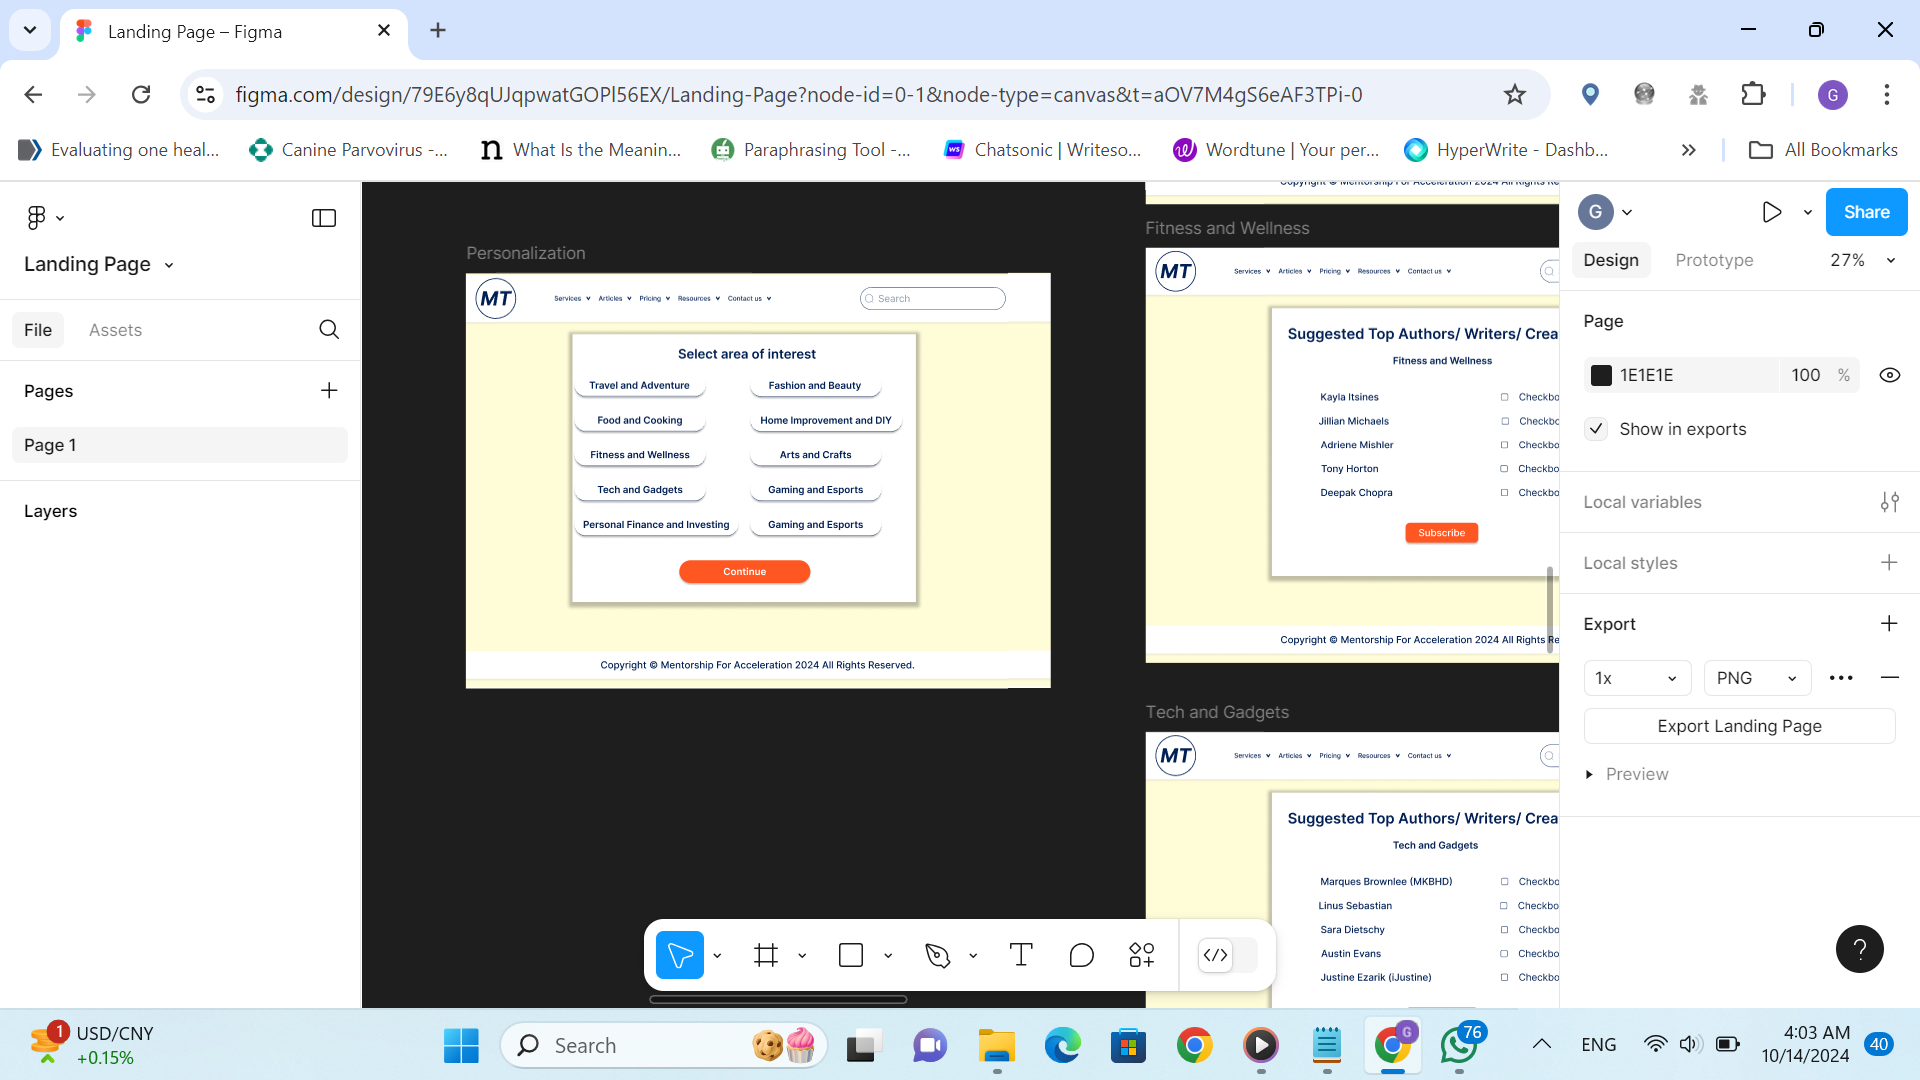 Landing Page – Figma
figma.com/design/79E6y8qUJqpwatGOPl56EX/Landing-Page?node-id=0-1&node-type=canvas&t=aOV7M4gS6eAF3TPi-0
G
Evaluating one heal...
Canine Parvovirus -...
What Is the Meanin...
Paraphrasing Tool -...
Chatsonic | Writeso...
Wordtune | Your per...
HyperWrite - Dashb...
All Bookmarks
Landing Page
File
Assets
Pages
Page 1
Layers
Personalization
MT
Services
Articles
Pricing
Resources
Contact us
Search
Select area of interest
Travel and Adventure
Fashion and Beauty
Food and Cooking
Home Improvement and DIY
Fitness and Wellness
Arts and Crafts
Tech and Gadgets
Gaming and Esports
Personal Finance and Investing
Gaming and Esports
Continue
Copyright © Mentorship For Acceleration 2024 All Rights Reserved.
Copyright © Mentorship For Acceleration 2024 All Rights Re
Fitness and Wellness
MT
Services
Articles
Pricing
Resources
Contact us
Suggested Top Authors/ Writers/ Crea
Fitness and Wellness
Kayla Itsines
Checkbo
Jillian Michaels
Checkbo
Adriene Mishler
Checkbo
Tony Horton
Checkbo
Deepak Chopra
Checkbo
Subscribe
Copyright © Mentorship For Acceleration 2024 All Rights Re
Tech and Gadgets
MT
Services
Articles
Pricing
Resources
Contact us
Suggested Top Authors/ Writers/ Crea
Tech and Gadgets
Marques Brownlee (MKBHD)
Checkbo
Linus Sebastian
Checkbo
Sara Dietschy
Checkbo
Austin Evans
Checkbo
Justine Ezarik (iJustine)
Checkbo
G
Share
Design
Prototype
27%
Page
1E1E1E
100
%
Show in exports
Local variables
Local styles
Export
1x
PNG
Export Landing Page
Preview
?
1
USD/CNY
+0.15%
Search
G
76
ENG
4:03 AM
10/14/2024
40